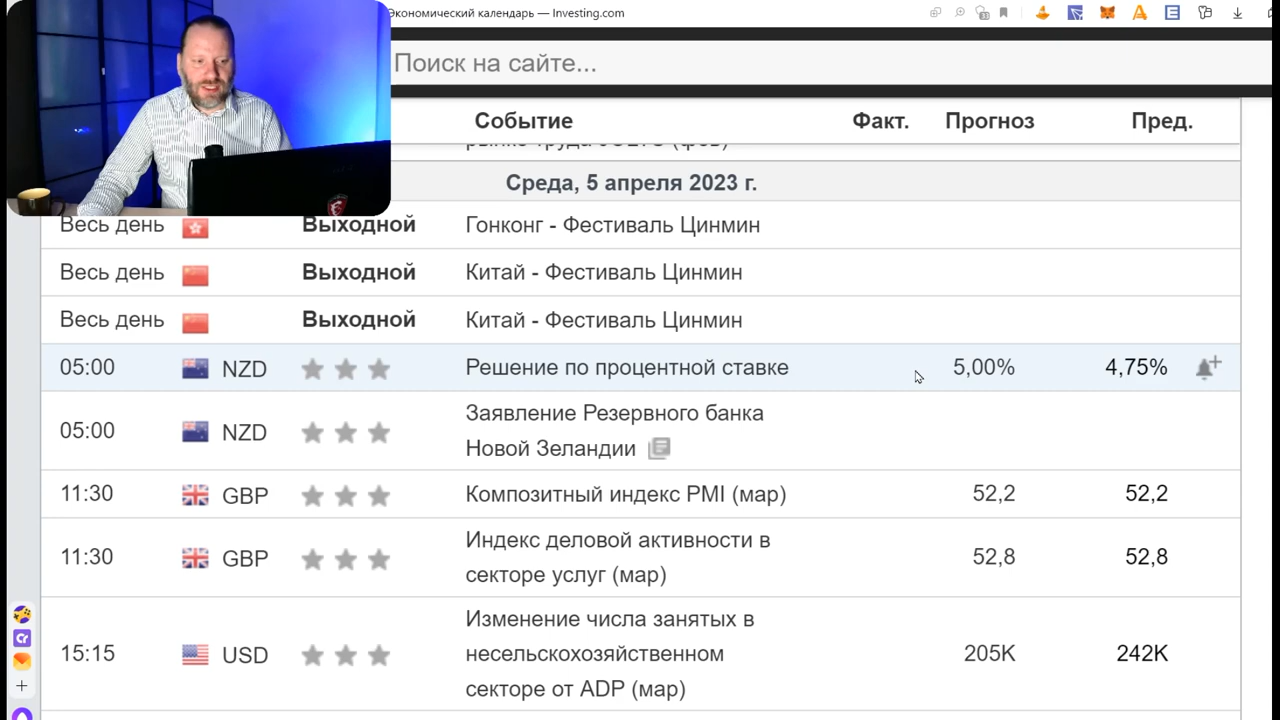 Экономический календарь — Investing.com
Поиск на сайте...
Событие Факт. Прогноз Пред.
рынке труда JOLTS (фев)
Среда, 5 апреля 2023 г.
Весь день Выходной Гонконг - Фестиваль Цинмин
Весь день Выходной Китай - Фестиваль Цинмин
Весь день Выходной Китай - Фестиваль Цинмин
05:00 NZD Решение по процентной ставке 5,00% 4,75%
05:00 NZD Заявление Резервного банка
Новой Зеландии
11:30 GBP Композитный индекс PMI (мар) 52,2 52,2
11:30 GBP Индекс деловой активности в
секторе услуг (мар) 52,8 52,8
Изменение числа занятых в
15:15 USD несельскохозяйственном 205K 242K
секторе от ADP (мар)